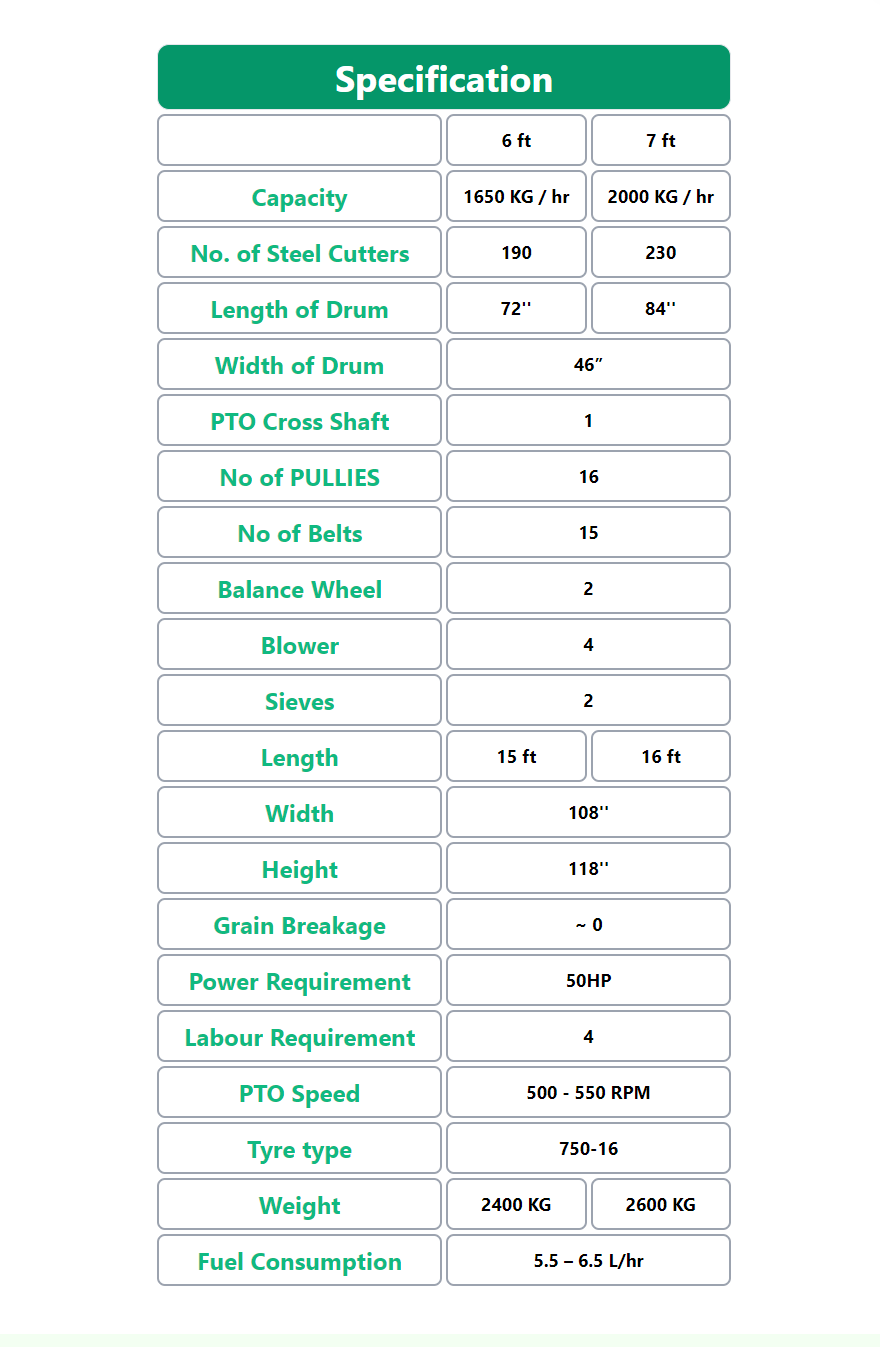 Specification
6 ft 7 ft
Capacity 1650 KG / hr 2000 KG / hr
No. of Steel Cutters 190 230
Length of Drum 72'' 84''
Width of Drum 46”
PTO Cross Shaft 1
No of PULLIES 16
No of Belts 15
Balance Wheel 2
Blower 4
Sieves 2
Length 15 ft 16 ft
Width 108''
Height 118''
Grain Breakage ~ 0
Power Requirement 50HP
Labour Requirement 4
PTO Speed 500 - 550 RPM
Tyre type 750-16
Weight 2400 KG 2600 KG
Fuel Consumption 5.5 – 6.5 L/hr